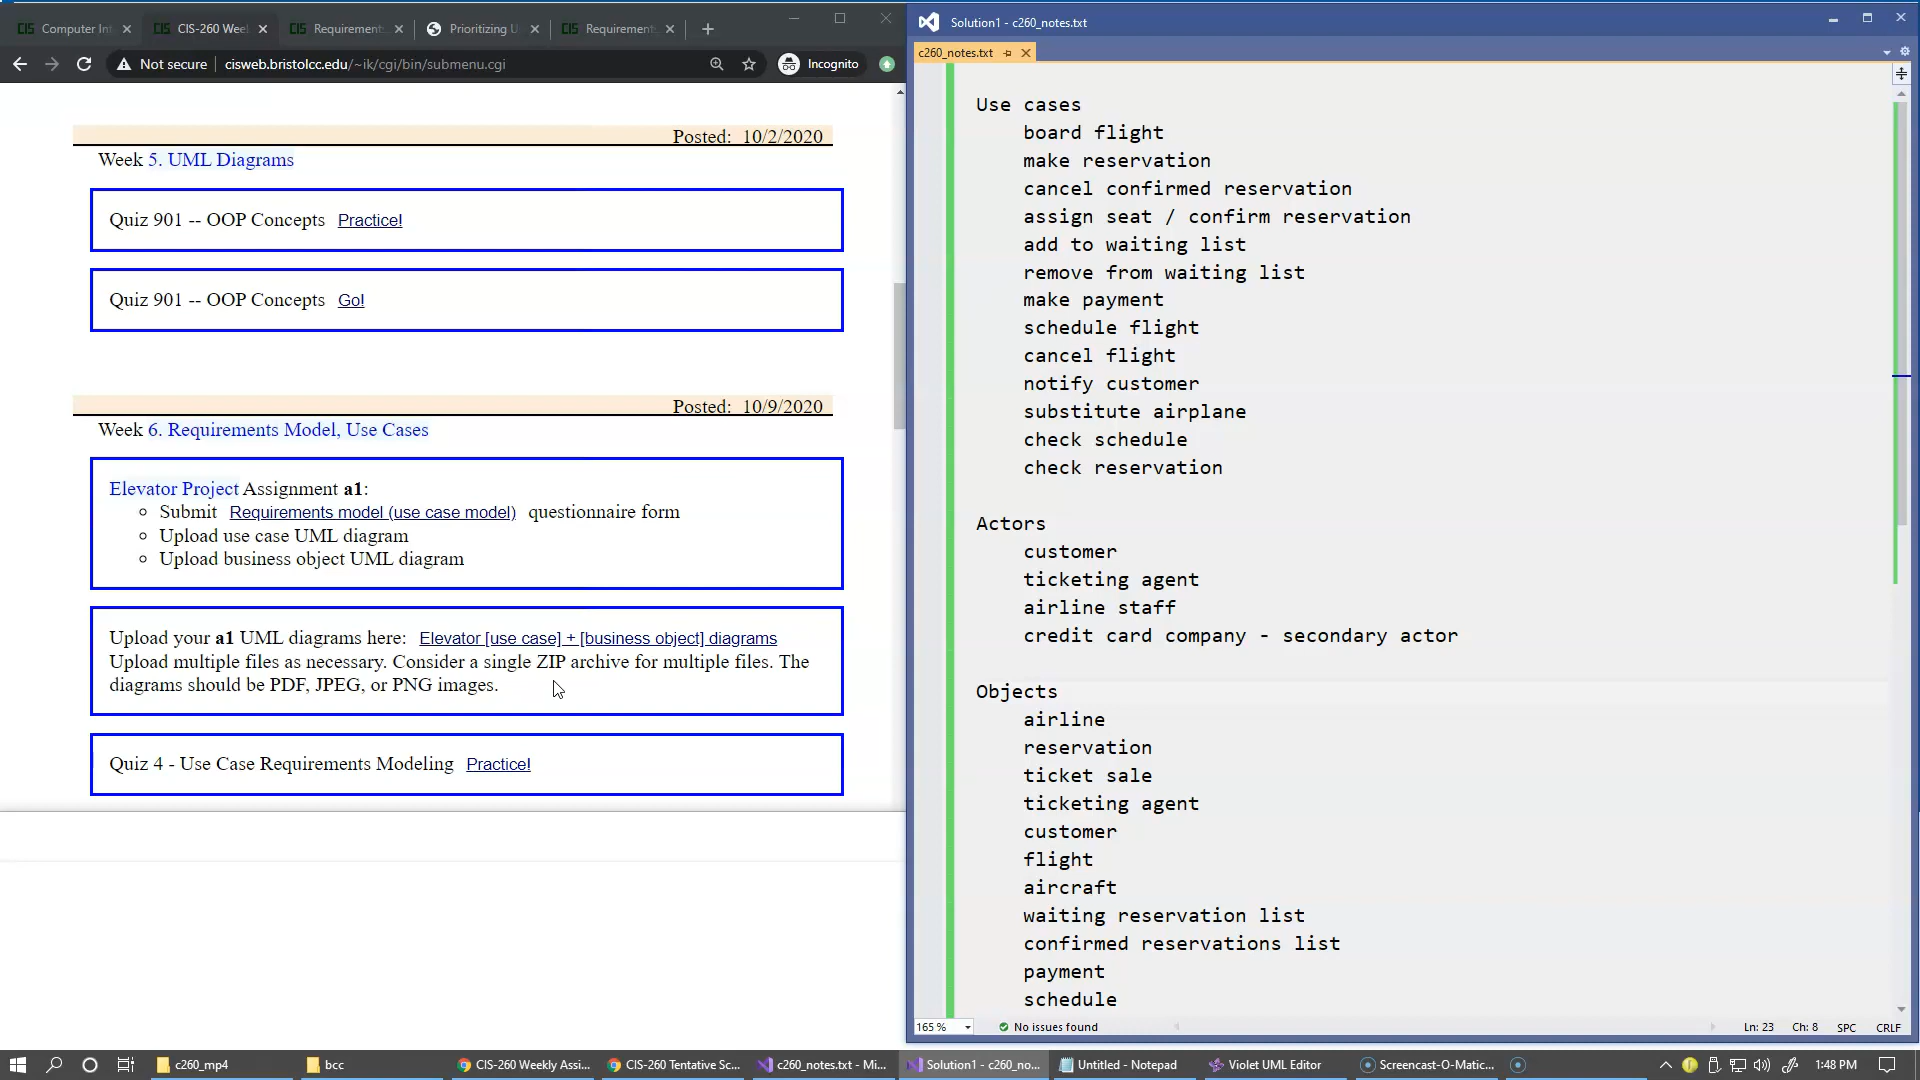 Computer In
CIS-260 Wee
Requirement
Prioritizing U
Requirement
Not secure
cisweb.bristolcc.edu/~ik/cgi/bin/submenu.cgi
Incognito
Posted: 10/2/2020
Week 5. UML Diagrams
Quiz 901 -- OOP Concepts Practice!
Quiz 901 -- OOP Concepts Go!
Posted: 10/9/2020
Week 6. Requirements Model, Use Cases
Elevator Project Assignment a1:
Submit Requirements model (use case model) questionnaire form
Upload use case UML diagram
Upload business object UML diagram
Upload your a1 UML diagrams here: Elevator [use case] + [business object] diagrams
Upload multiple files as necessary. Consider a single ZIP archive for multiple files. The
diagrams should be PDF, JPEG, or PNG images.
Quiz 4 - Use Case Requirements Modeling Practice!
Solution1 - c260_notes.txt
c260_notes.txt
Use cases
board flight
make reservation
cancel confirmed reservation
assign seat / confirm reservation
add to waiting list
remove from waiting list
make payment
schedule flight
cancel flight
notify customer
substitute airplane
check schedule
check reservation
Actors
customer
ticketing agent
airline staff
credit card company - secondary actor
Objects
airline
reservation
ticket sale
ticketing agent
customer
flight
aircraft
waiting reservation list
confirmed reservations list
payment
schedule
165 %
No issues found
Ln: 23 Ch: 8 SPC CRLF
c260_mp4
bcc
CIS-260 Weekly Assi...
CIS-260 Tentative Sc...
c260_notes.txt - Mi...
Solution1 - c260_no...
Untitled - Notepad
Violet UML Editor
Screencast-O-Matic...
1:48 PM